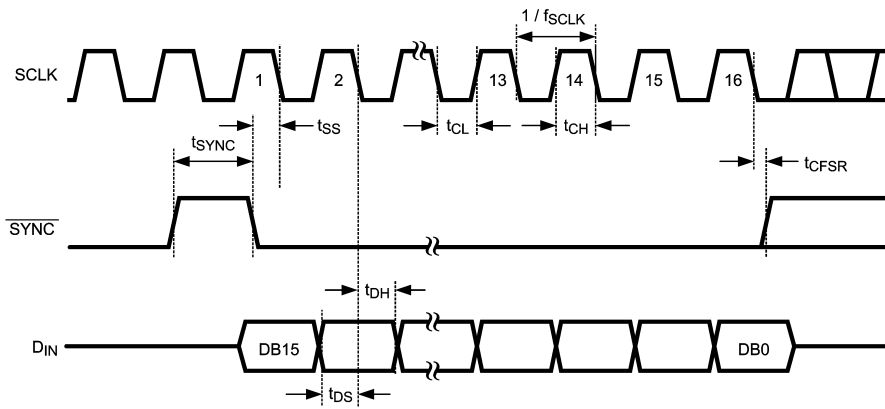 1 / fSCLK
SCLK
1
2
13
14
15
16
tSS
tCL
tCH
tSYNC
tCFSR
SYNC
tDH
DIN
DB15
DB0
tDS